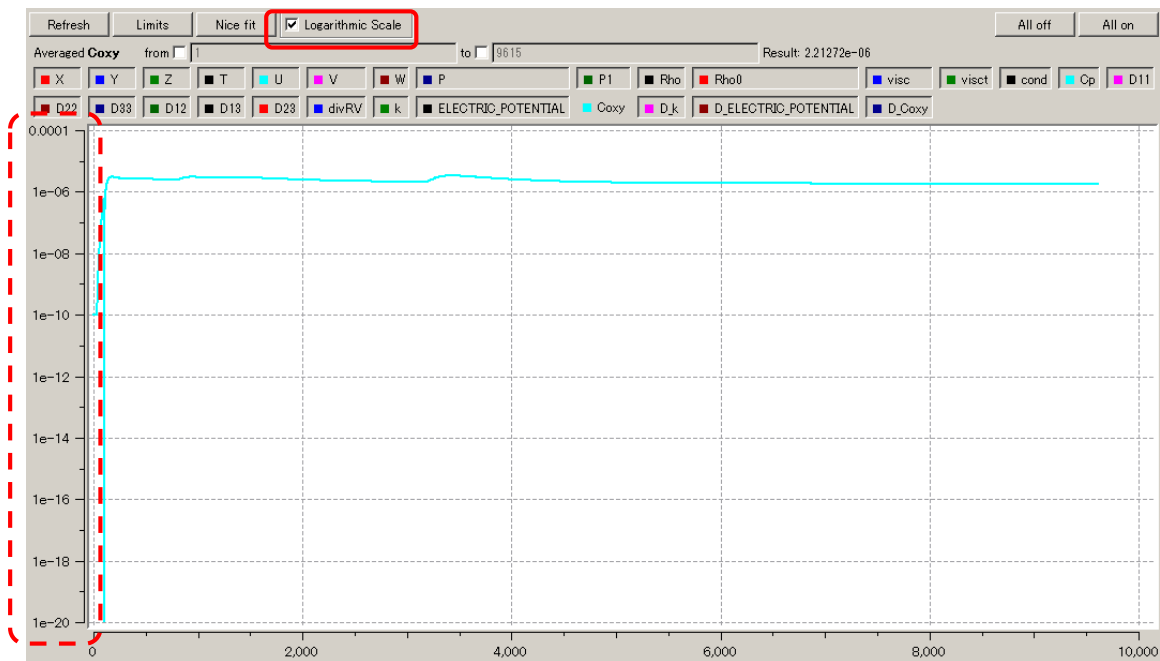 Refresh Limits Nice fit Logarithmic Scale All off All on
Averaged Coxy from 1 to 9615 Result: 2.21272e-06
X Y Z T U V W P P1 Rho Rho0 visc visct cond Cp D11
D22 D33 D12 D13 D23 divRV k ELECTRIC_POTENTIAL Coxy D_k D_ELECTRIC_POTENTIAL D_Coxy
0.0001
1e-06
1e-08
1e-10
1e-12
1e-14
1e-16
1e-18
1e-20
0 2,000 4,000 6,000 8,000 10,000